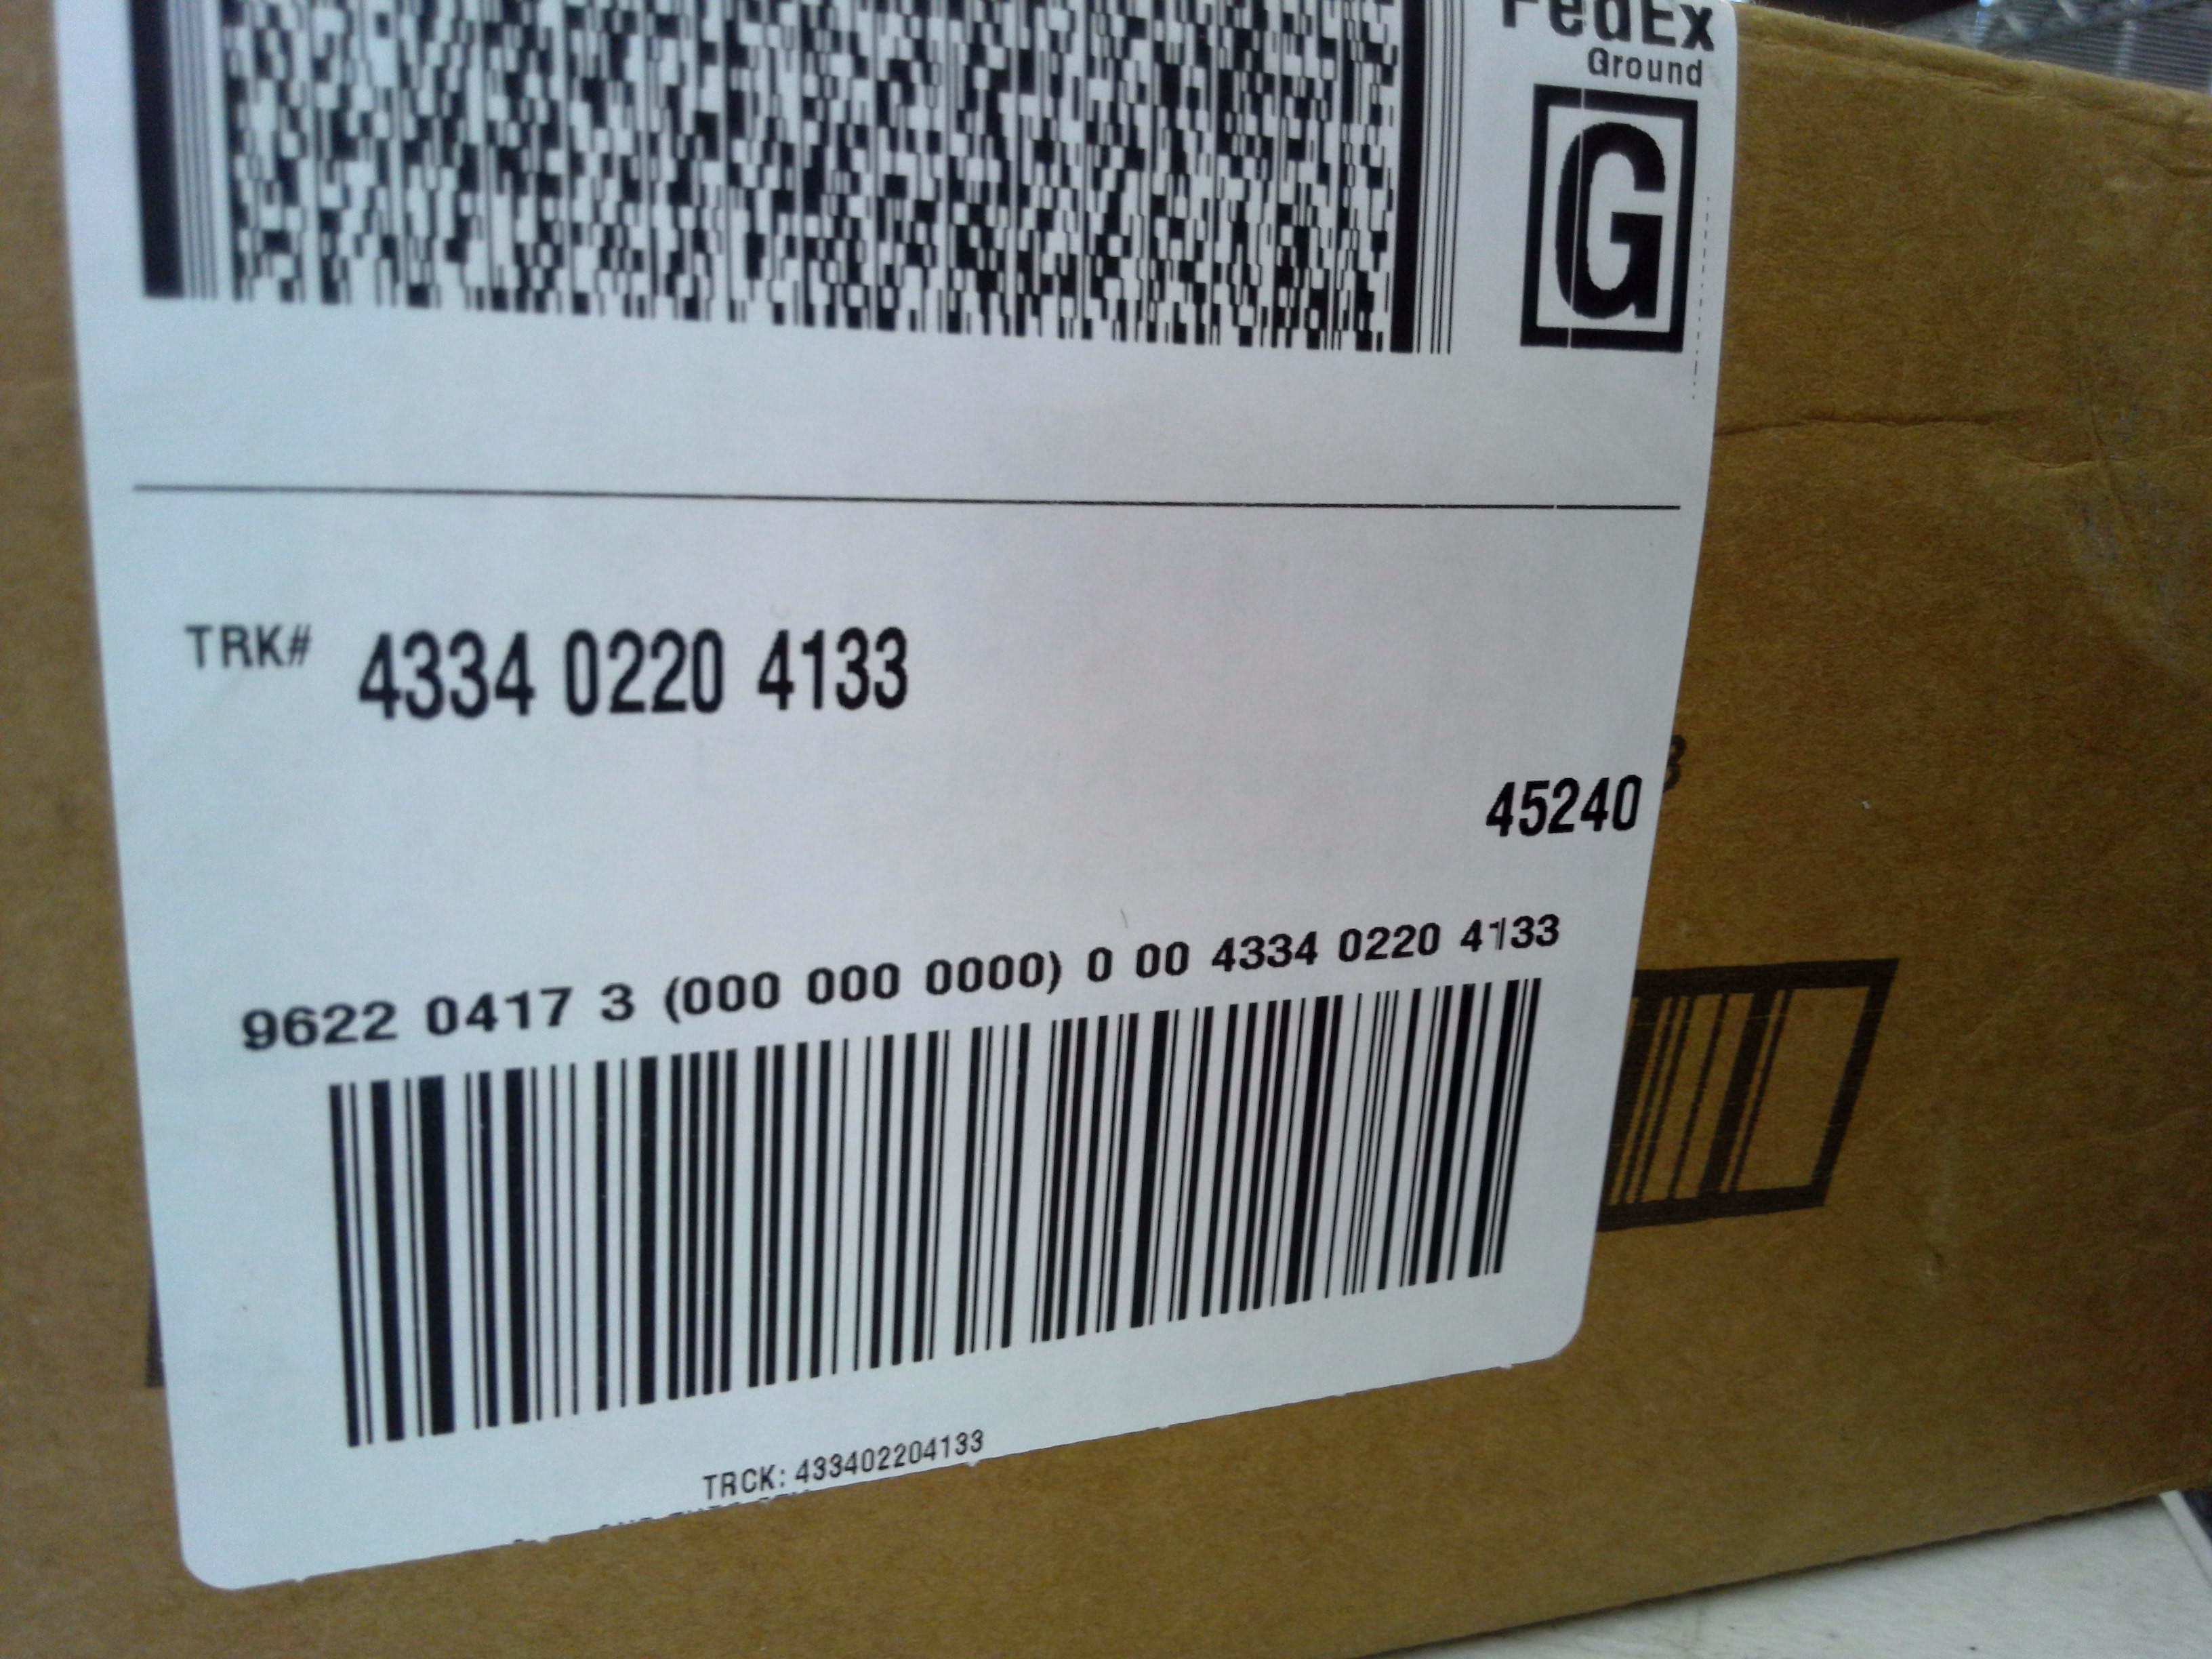 FedEx
Ground
G
TRK# 4334 0220 4133
45240
9622 0417 3 (000 000 0000) 0 00 4334 0220 4133
TRCK: 433402204133